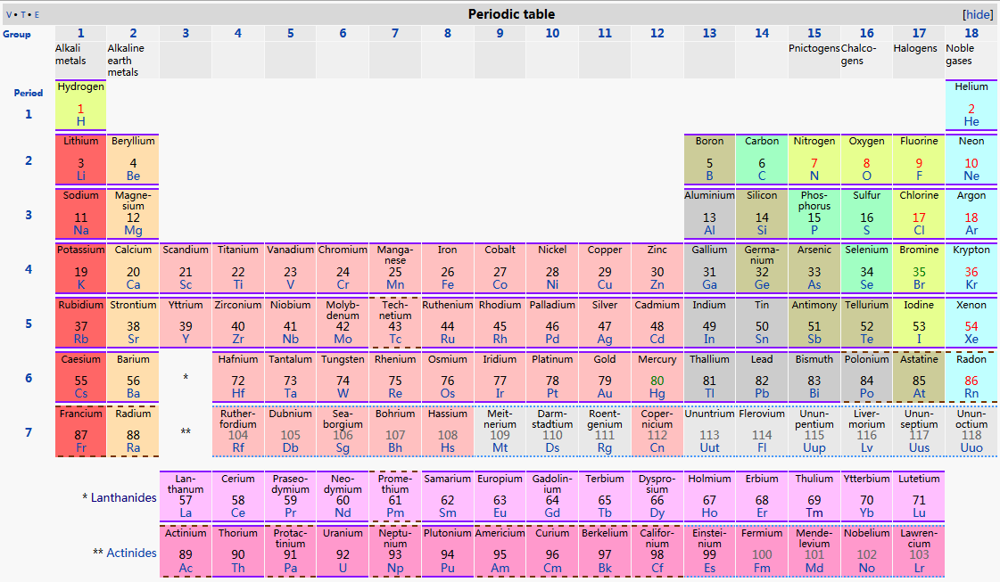 V • T • E Periodic table [hide]
Group 1 2 3 4 5 6 7 8 9 10 11 12 13 14 15 16 17 18
Alkali Alkaline Pnictogens Chalco- Halogens Noble
metals earth gens gases
metals
Period Hydrogen Helium
1 1 2
H He
Lithium Beryllium Boron Carbon Nitrogen Oxygen Fluorine Neon
2 3 4 5 6 7 8 9 10
Li Be B C N O F Ne
Sodium Magne- Aluminium Silicon Phos- Sulfur Chlorine Argon
sium phorus
3 11 12 13 14 15 16 17 18
Na Mg Al Si P S Cl Ar
Potassium Calcium Scandium Titanium Vanadium Chromium Manga- Iron Cobalt Nickel Copper Zinc Gallium Germa- Arsenic Selenium Bromine Krypton
nese nium
4 19 20 21 22 23 24 25 26 27 28 29 30 31 32 33 34 35 36
K Ca Sc Ti V Cr Mn Fe Co Ni Cu Zn Ga Ge As Se Br Kr
Rubidium Strontium Yttrium Zirconium Niobium Molyb- Tech- Ruthenium Rhodium Palladium Silver Cadmium Indium Tin Antimony Tellurium Iodine Xenon
denum netium
5 37 38 39 40 41 42 43 44 45 46 47 48 49 50 51 52 53 54
Rb Sr Y Zr Nb Mo Tc Ru Rh Pd Ag Cd In Sn Sb Te I Xe
Caesium Barium Hafnium Tantalum Tungsten Rhenium Osmium Iridium Platinum Gold Mercury Thallium Lead Bismuth Polonium Astatine Radon
6 55 56 * 72 73 74 75 76 77 78 79 80 81 82 83 84 85 86
Cs Ba Hf Ta W Re Os Ir Pt Au Hg Tl Pb Bi Po At Rn
Francium Radium Ruther- Dubnium Sea- Bohrium Hassium Meit- Darm- Roent- Coper- Ununtrium Flerovium Unun- Liver- Unun- Unun-
fordium borgium nerium stadtium genium nicium pentium morium septium octium
7 87 88 ** 104 105 106 107 108 109 110 111 112 113 114 115 116 117 118
Fr Ra Rf Db Sg Bh Hs Mt Ds Rg Cn Uut Fl Uup Lv Uus Uuo
Lan- Cerium Praseo- Neo- Prome- Samarium Europium Gadolin- Terbium Dyspro- Holmium Erbium Thulium Ytterbium Lutetium
thanum dymium dymium thium ium sium
* Lanthanides 57 58 59 60 61 62 63 64 65 66 67 68 69 70 71
La Ce Pr Nd Pm Sm Eu Gd Tb Dy Ho Er Tm Yb Lu
Actinium Thorium Protac- Uranium Neptu- Plutonium Americium Curium Berkelium Califor- Einstei- Fermium Mende- Nobelium Lawren-
tinium nium nium nium levium cium
** Actinides 89 90 91 92 93 94 95 96 97 98 99 100 101 102 103
Ac Th Pa U Np Pu Am Cm Bk Cf Es Fm Md No Lr